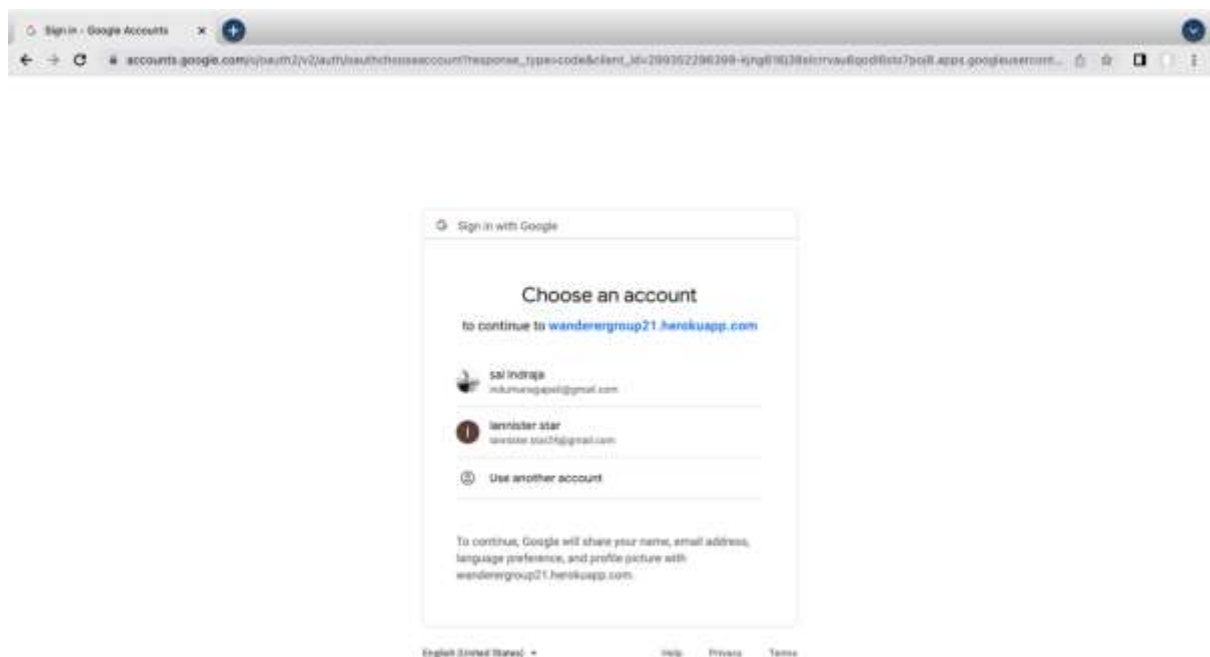 Sign in - Google Accounts
Sign in with Google
Choose an account
to continue to wanderergroup21.herokuapp.com
sai indraja
lannister star
Use another account
To continue, Google will share your name, email address,
language preference, and profile picture with
wanderergroup21.herokuapp.com.
English (United States)
Help Privacy Terms